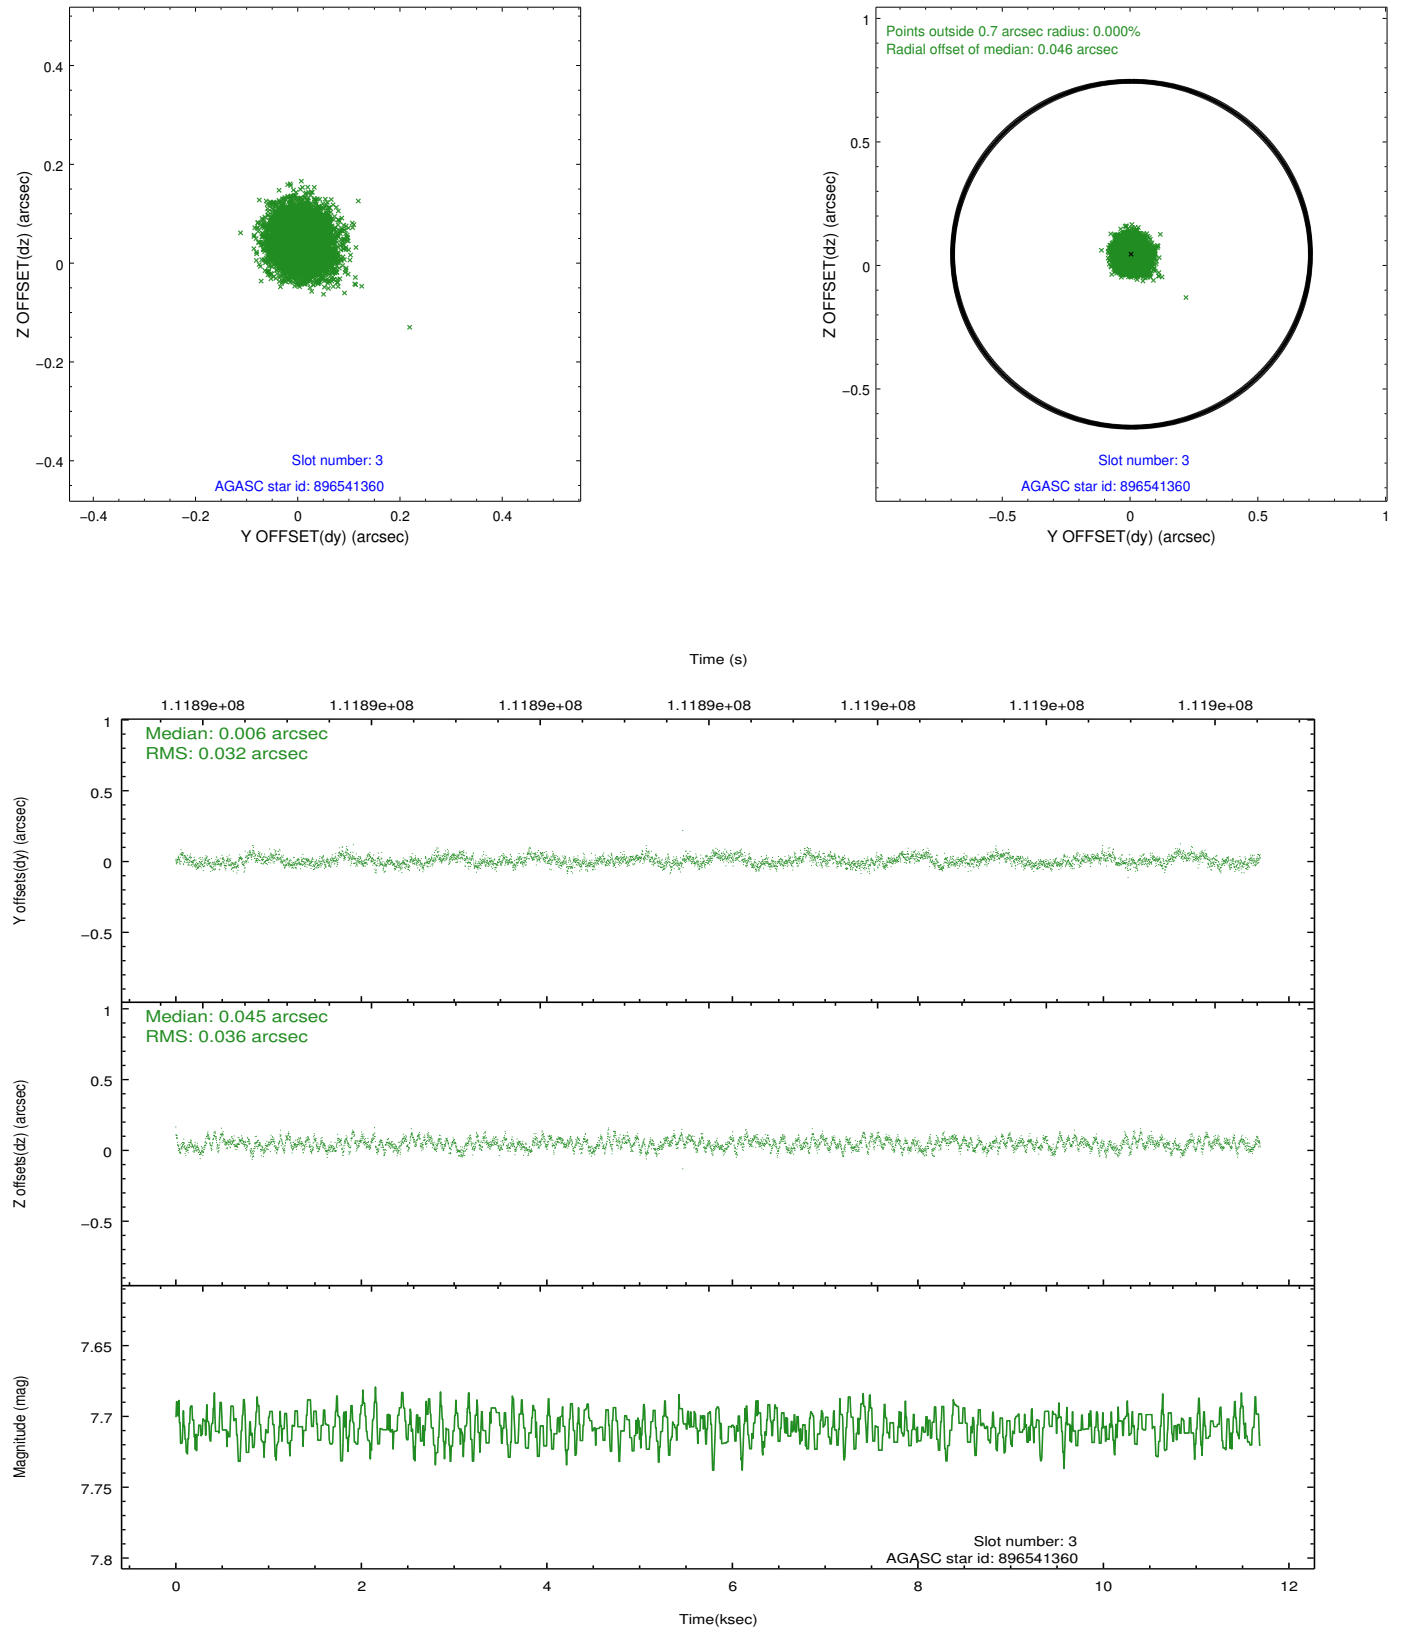 0.4
0.2
0
−0.2
−0.4
Z OFFSET(dz) (arcsec)
Slot number: 3
AGASC star id: 896541360
−0.4 −0.2 0 0.2 0.4
Y OFFSET(dy) (arcsec)
Points outside 0.7 arcsec radius: 0.000%
Radial offset of median: 0.046 arcsec
1
0.5
0
−0.5
Z OFFSET(dz) (arcsec)
Slot number: 3
AGASC star id: 896541360
−0.5 0 0.5 1
Y OFFSET(dy) (arcsec)
Time (s)
1.1189e+08 1.1189e+08 1.1189e+08 1.1189e+08 1.119e+08 1.119e+08 1.119e+08
Median: 0.006 arcsec
RMS: 0.032 arcsec
1
0.5
0
−0.5
Y offsets(dy) (arcsec)
Median: 0.045 arcsec
RMS: 0.036 arcsec
1
0.5
0
−0.5
Z offsets(dz) (arcsec)
7.65
7.7
7.75
7.8
Magnitude (mag)
Slot number: 3
AGASC star id: 896541360
0 2 4 6 8 10 12
Time(ksec)